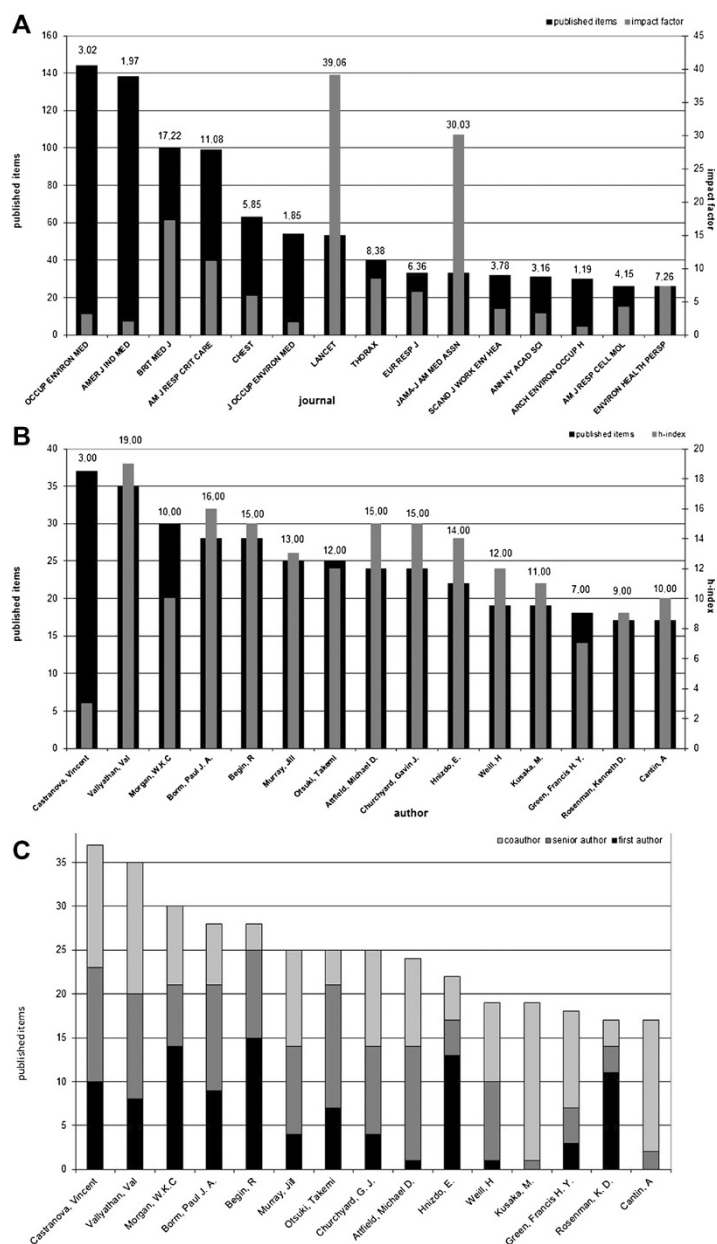 A
published items
impact factor
3.02
1,97
17,22
11,08
5,85
1,85
39,06
8,38
6,36
30,03
3,78
3,16
1,19
4,15
7,26
160
140
120
100
80
60
40
20
0
published items
45
40
35
30
25
20
15
10
5
0
impact factor
OCCUP ENVIRON MED
AMER J IND MED
BRIT MED J
AM J RESP CRIT CARE
CHEST
J OCCUP ENVIRON MED
LANCET
THORAX
EUR RESP J
JAMA-J AM MED ASSN
SCAND J WORK ENV HEA
ANN NY ACAD SCI
ARCH ENVIRON OCCUP H
AM J RESP CELL MOL
ENVIRON HEALTH PERSP
journal
B
published items
h-index
3,00
19,00
10,00
16,00
15,00
13,00
12,00
15,00
15,00
14,00
12,00
11,00
7,00
9,00
10,00
40
35
30
25
20
15
10
5
0
published items
20
18
16
14
12
10
8
6
4
2
0
h-index
Castranova, Vincent
Vallyathan, Val
Morgan, W.K.C
Borm, Paul J. A.
Begin, R
Murray, Jill
Otsuki, Takemi
Attfield, Michael D.
Churchyard, Gavin J.
Hnizdo, E.
Weill, H
Kusaka, M.
Green, Francis H. Y.
Rosenman, Kenneth D.
Cantin, A
author
C
coauthor
senior author
first author
35
30
25
20
15
10
5
0
published items
Castranova, Vincent
Vallyathan, Val
Morgan, W.K.C
Borm, Paul J. A.
Begin, R
Murray, Jill
Otsuki, Takemi
Churchyard, G. J.
Attfield, Michael D.
Hnizdo, E.
Weill, H
Kusaka, M.
Green, Francis H. Y.
Rosenman, K. D.
Cantin, A